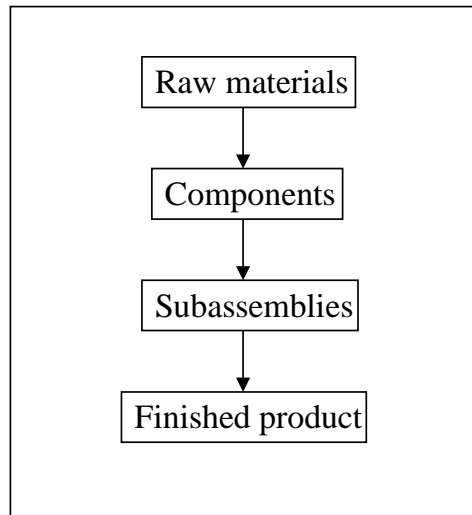 Raw materials
Components
Subassemblies
Finished product